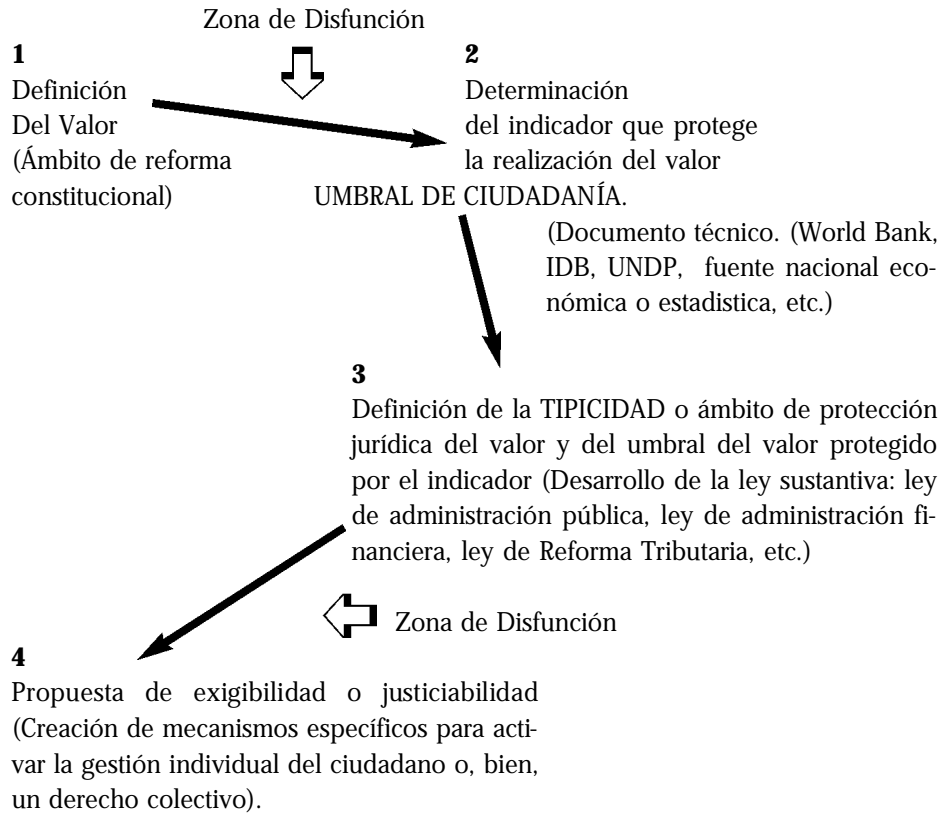 Zona de Disfunción
1
Definición
Del Valor
(Ámbito de reforma
constitucional)
2
Determinación
del indicador que protege
la realización del valor
UMBRAL DE CIUDADANÍA.
(Documento técnico. (World Bank,
IDB, UNDP, fuente nacional eco-
nómica o estadistica, etc.)
3
Definición de la TIPICIDAD o ámbito de protección
jurídica del valor y del umbral del valor protegido
por el indicador (Desarrollo de la ley sustantiva: ley
de administración pública, ley de administración fi-
nanciera, ley de Reforma Tributaria, etc.)
Zona de Disfunción
4
Propuesta de exigibilidad o justiciabilidad
(Creación de mecanismos específicos para acti-
var la gestión individual del ciudadano o, bien,
un derecho colectivo).